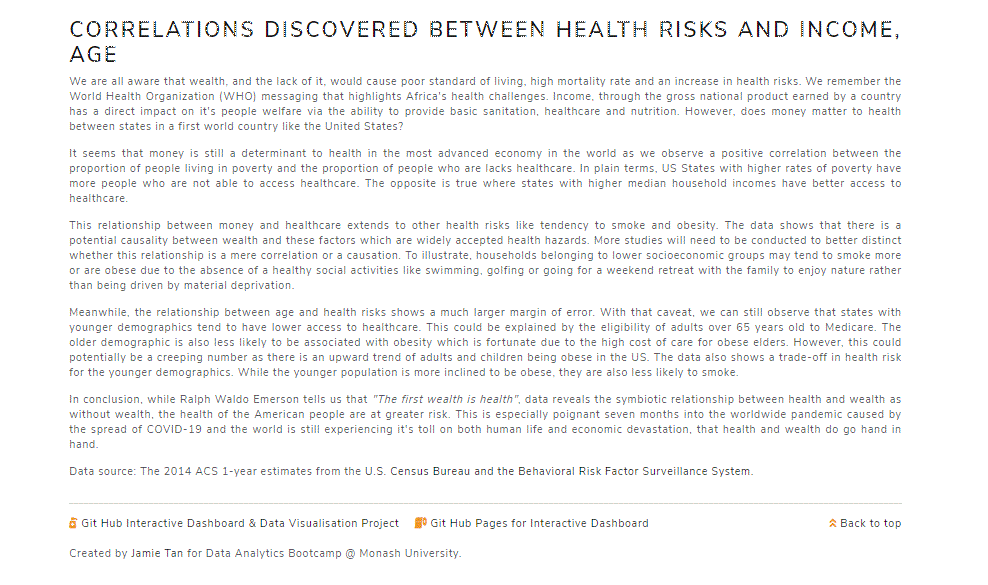 CORRELATIONS DISCOVERED BETWEEN HEALTH RISKS AND INCOME,
AGE
We are all aware that wealth, and the lack of it, would cause poor standard of living, high mortality rate and an increase in health risks. We remember the
World Health Organization (WHO) messaging that highlights Africa's health challenges. Income, through the gross national product earned by a country
has a direct impact on it's people welfare via the ability to provide basic sanitation, healthcare and nutrition. However, does money matter to health
between states in a first world country like the United States?
It seems that money is still a determinant to health in the most advanced economy in the world as we observe a positive correlation between the
proportion of people living in poverty and the proportion of people who are lacks healthcare. In plain terms, US States with higher rates of poverty have
more people who are not able to access healthcare. The opposite is true where states with higher median household incomes have better access to
healthcare.
This relationship between money and healthcare extends to other health risks like tendency to smoke and obesity. The data shows that there is a
potential causality between wealth and these factors which are widely accepted health hazards. More studies will need to be conducted to better distinct
whether this relationship is a mere correlation or a causation. To illustrate, households belonging to lower socioeconomic groups may tend to smoke more
or are obese due to the absence of a healthy social activities like swimming, golfing or going for a weekend retreat with the family to enjoy nature rather
than being driven by material deprivation.
Meanwhile, the relationship between age and health risks shows a much larger margin of error. With that caveat, we can still observe that states with
younger demographics tend to have lower access to healthcare. This could be explained by the eligibility of adults over 65 years old to Medicare. The
older demographic is also less likely to be associated with obesity which is fortunate due to the high cost of care for obese elders. However, this could
potentially be a creeping number as there is an upward trend of adults and children being obese in the US. The data also shows a trade-off in health risk
for the younger demographics. While the younger population is more inclined to be obese, they are also less likely to smoke.
In conclusion, while Ralph Waldo Emerson tells us that "The first wealth is health", data reveals the symbiotic relationship between health and wealth as
without wealth, the health of the American people are at greater risk. This is especially poignant seven months into the worldwide pandemic caused by
the spread of COVID-19 and the world is still experiencing it's toll on both human life and economic devastation, that health and wealth do go hand in
hand.
Data source: The 2014 ACS 1-year estimates from the U.S. Census Bureau and the Behavioral Risk Factor Surveillance System.
Git Hub Interactive Dashboard & Data Visualisation Project Git Hub Pages for Interactive Dashboard Back to top
Created by Jamie Tan for Data Analytics Bootcamp @ Monash University.